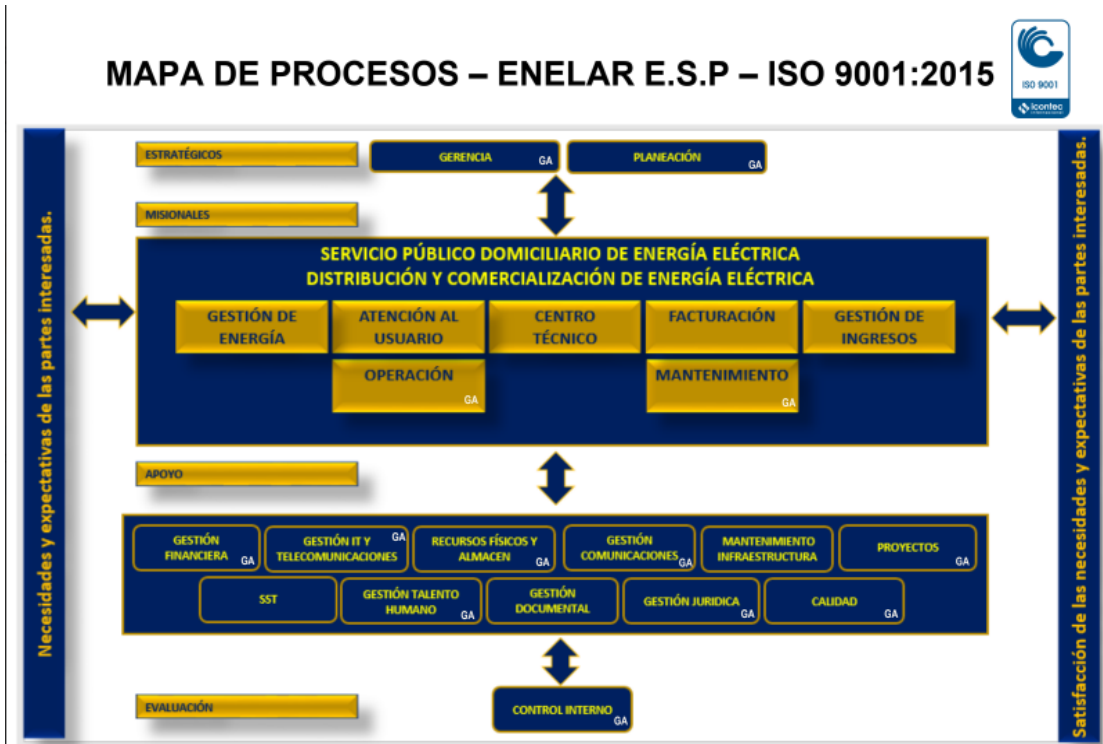 MAPA DE PROCESOS – ENELAR E.S.P – ISO 9001:2015
ISO 9001
icontec
Necesidades y expectativas de las partes interesadas.
ESTRATÉGICOS
GERENCIA GA
PLANEACIÓN GA
MISIONALES
SERVICIO PÚBLICO DOMICILIARIO DE ENERGÍA ELÉCTRICA
DISTRIBUCIÓN Y COMERCIALIZACIÓN DE ENERGÍA ELÉCTRICA
GESTIÓN DE
ENERGÍA
ATENCIÓN AL
USUARIO
CENTRO
TÉCNICO
FACTURACIÓN
GESTIÓN DE
INGRESOS
OPERACIÓN
GA
MANTENIMIENTO
GA
APOYO
GESTIÓN
FINANCIERA GA
GESTIÓN IT Y GA
TELECOMUNICACIONES
RECURSOS FÍSICOS Y
ALMACEN GA
GESTIÓN
COMUNICACIONES GA
MANTENIMIENTO
INFRAESTRUCTURA
PROYECTOS
GA
SST
GESTIÓN TALENTO
HUMANO GA
GESTIÓN
DOCUMENTAL
GESTIÓN JURIDICA
GA
CALIDAD
GA
EVALUACIÓN
CONTROL INTERNO
GA
Satisfacción de las necesidades y expectativas de las partes interesadas.